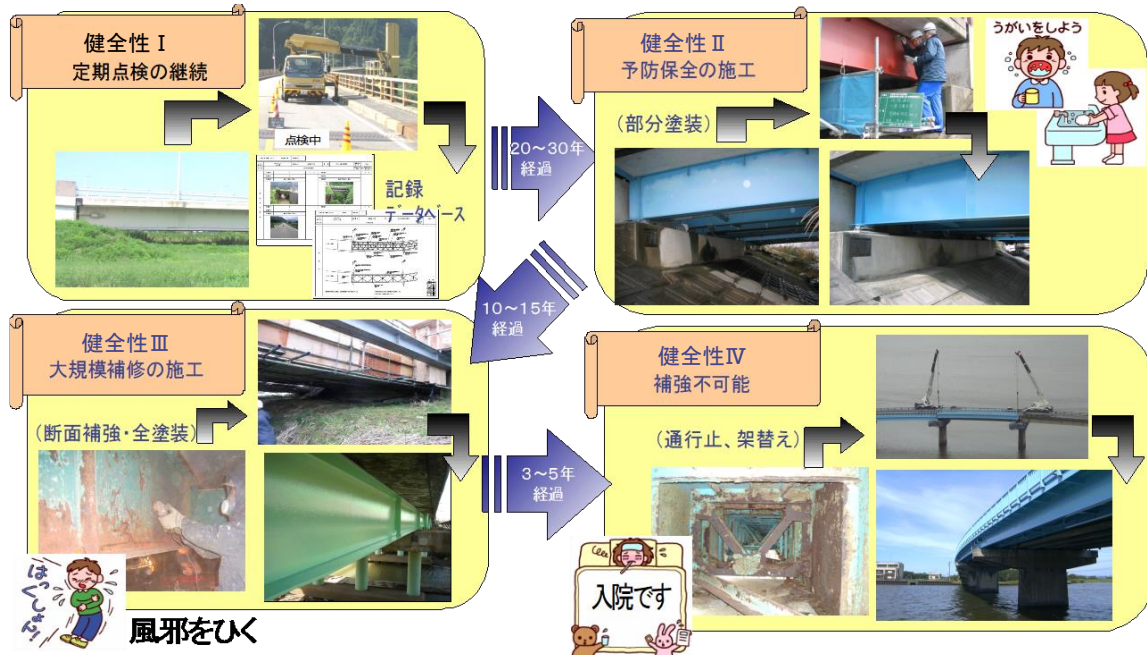 健全性Ⅰ
定期点検の継続
点検中
記録
データベース
20～30年
経過
健全性Ⅱ
予防保全の施工
(部分塗装)
うがいをしよう
10～15年
経過
健全性Ⅲ
大規模補修の施工
(断面補強・全塗装)
はっくしょん!
風邪をひく
3～5年
経過
健全性Ⅳ
補強不可能
(通行止、架替え)
入院です